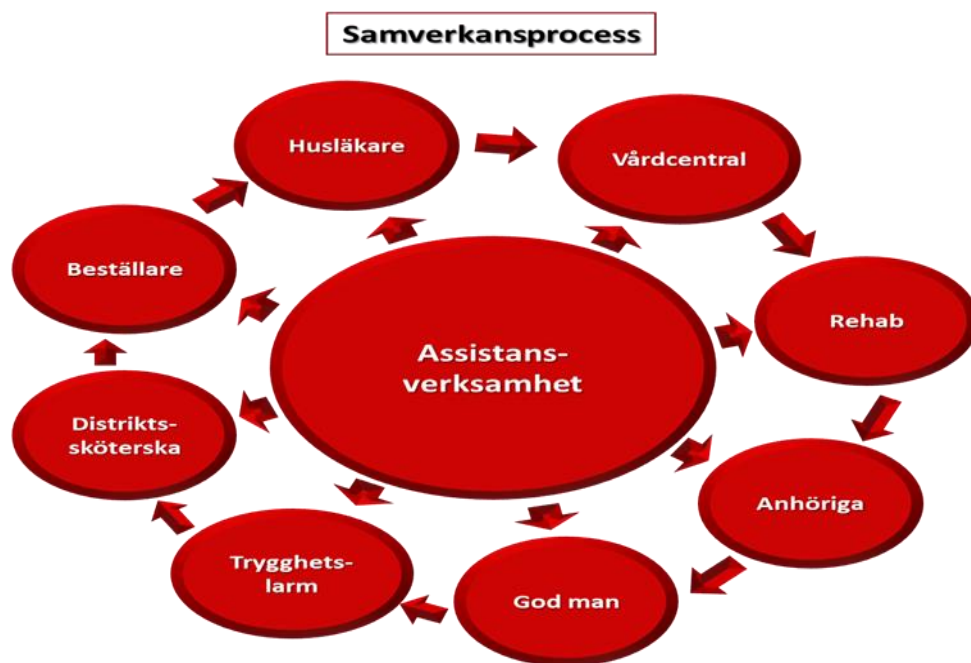 Samverkansprocess
Husläkare
Vårdcentral
Beställare
Rehab
Assistans-
verksamhet
Distrikts-
sköterska
Anhöriga
Trygghets-
larm
God man